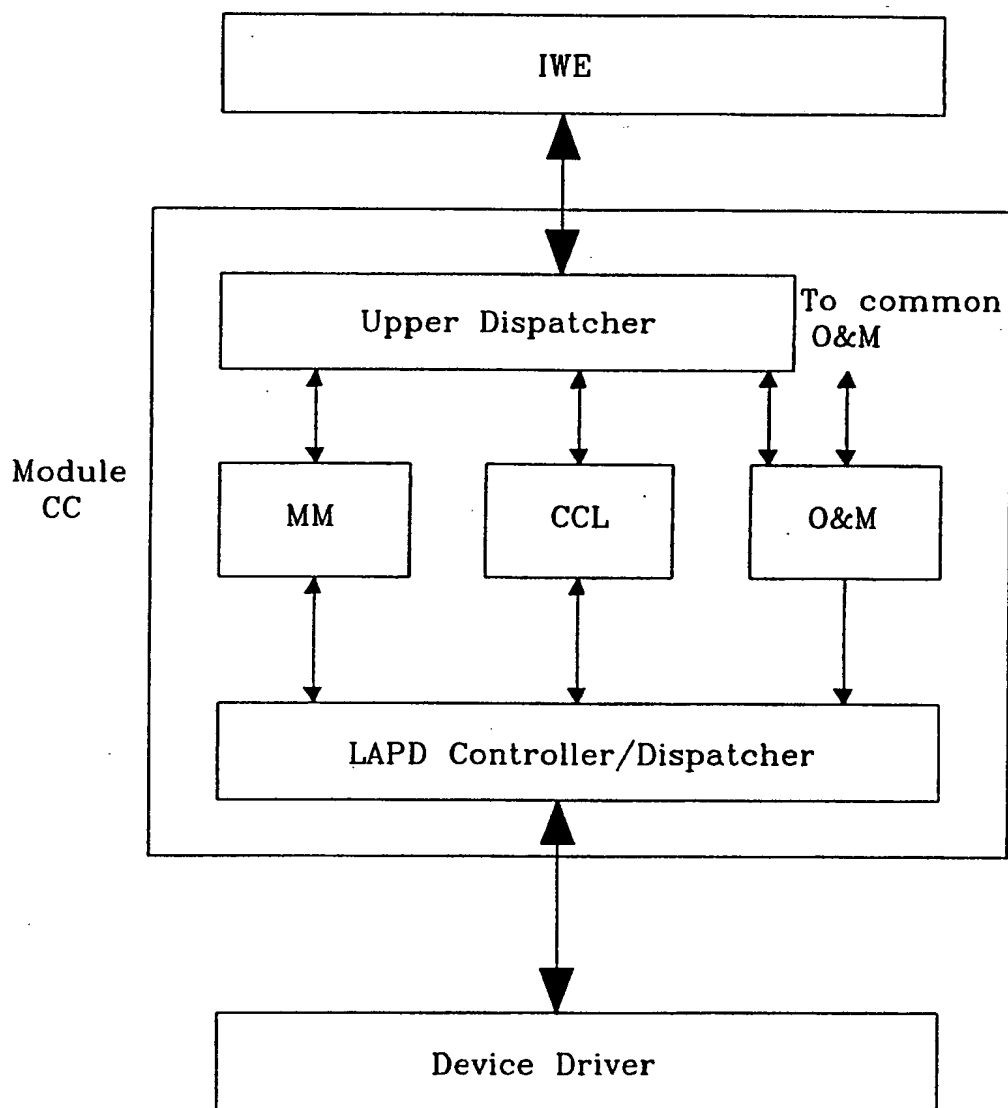 IWE
Upper Dispatcher
To common
O&M
Module
CC
MM
CCL
O&M
LAPD Controller/Dispatcher
Device Driver